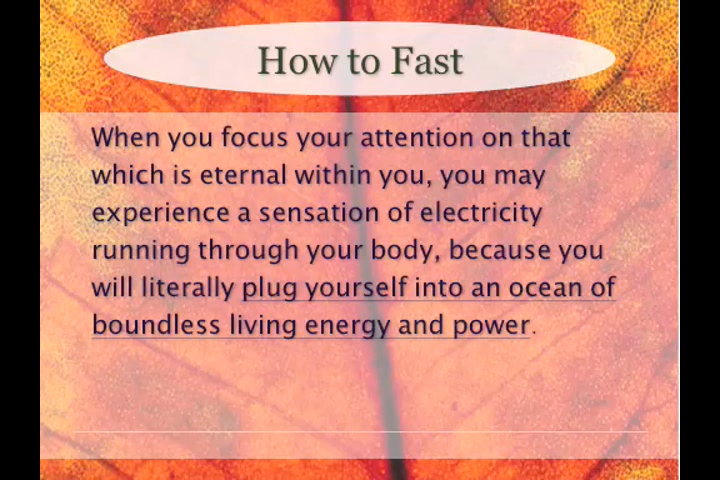 How to Fast
When you focus your attention on that
which is eternal within you, you may
experience a sensation of electricity
running through your body, because you
will literally plug yourself into an ocean of
boundless living energy and power.